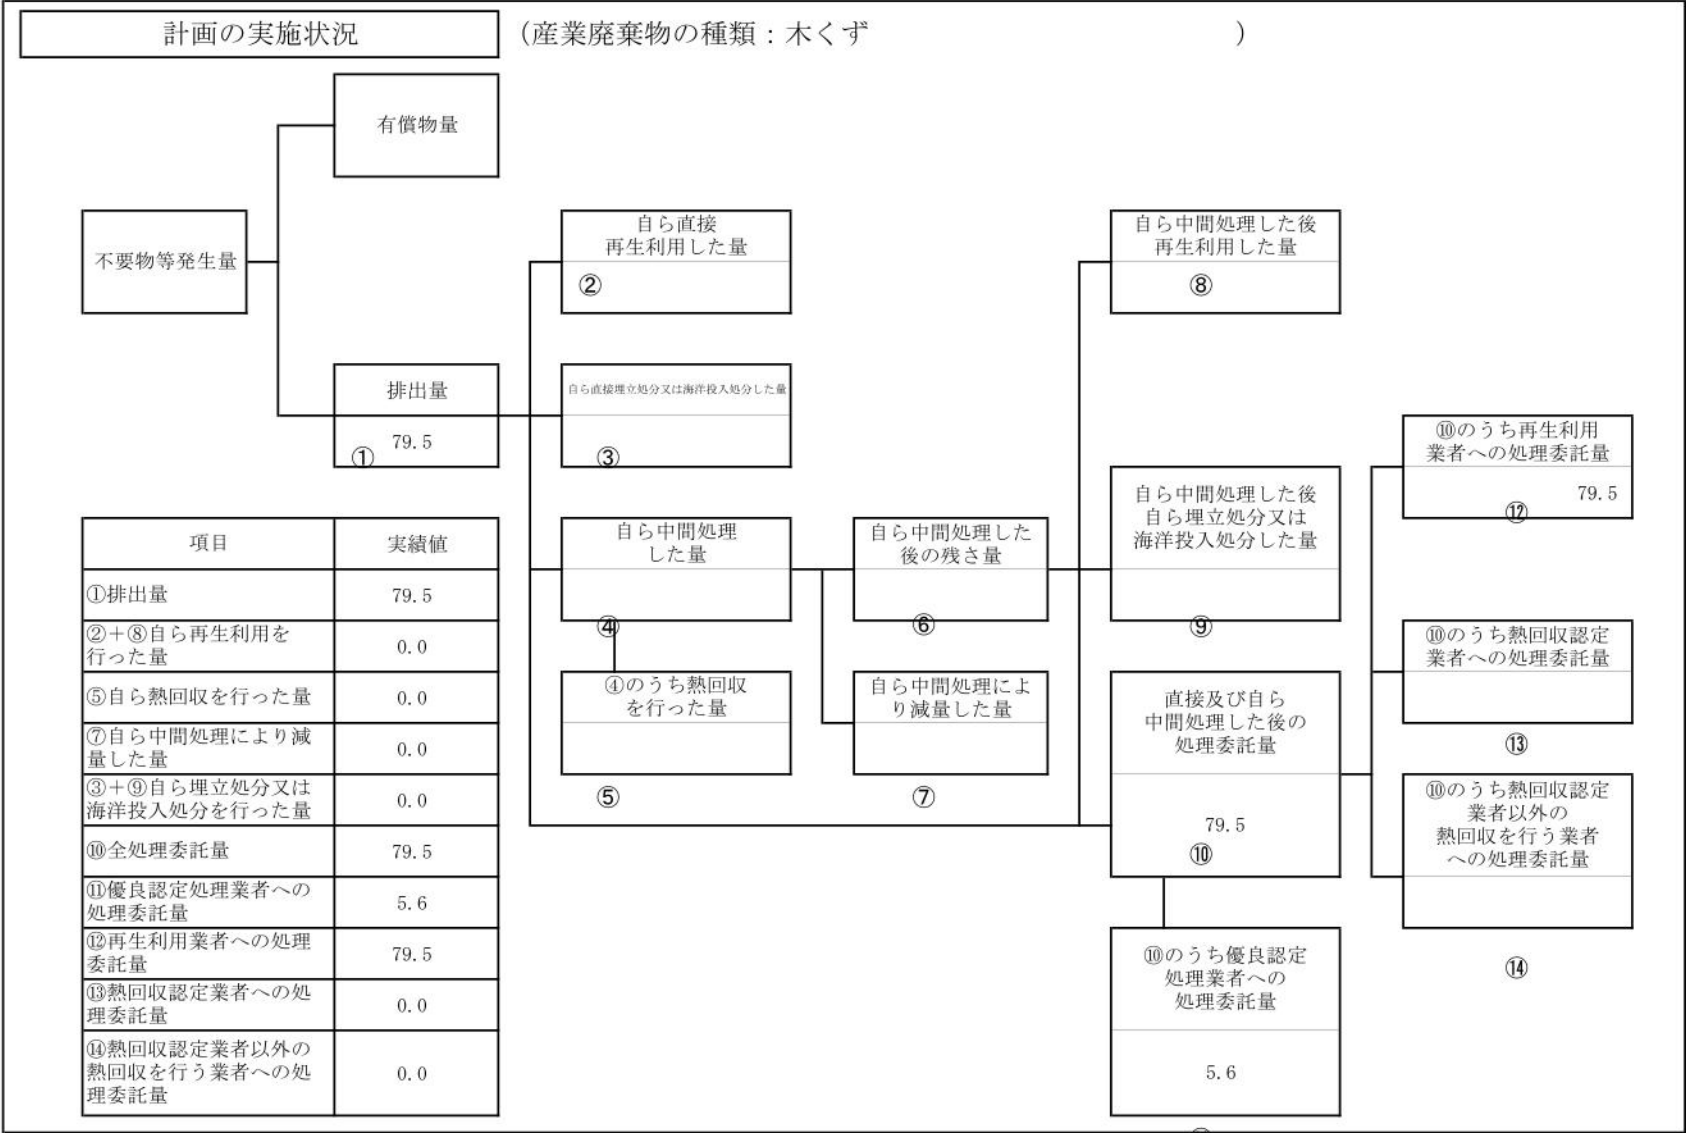 計画の実施状況
（産業廃棄物の種類：木くず　）
有償物量
不要物等発生量
自ら直接
再生利用した量
②
自ら中間処理した後
再生利用した量
⑧
排出量
79.5
①
自ら直接埋立処分又は海洋投入処分した量
③
⑩のうち再生利用
業者への処理委託量
79.5
⑫
自ら中間処理
した量
④
自ら中間処理した
後の残さ量
⑥
自ら中間処理した後
自ら埋立処分又は
海洋投入処分した量
⑨
⑩のうち熱回収認定
業者への処理委託量
⑬
④のうち熱回収
を行った量
⑤
自ら中間処理によ
り減量した量
⑦
直接及び自ら
中間処理した後の
処理委託量
79.5
⑩
⑩のうち熱回収認定
業者以外の
熱回収を行う業者
への処理委託量
⑭
⑩のうち優良認定
処理業者への
処理委託量
5.6
項目
実績値
①排出量
79.5
②＋⑧自ら再生利用を
行った量
0.0
⑤自ら熱回収を行った量
0.0
⑦自ら中間処理により減
量した量
0.0
③＋⑨自ら埋立処分又は
海洋投入処分を行った量
0.0
⑩全処理委託量
79.5
⑪優良認定処理業者への
処理委託量
5.6
⑫再生利用業者への処理
委託量
79.5
⑬熱回収認定業者への処
理委託量
0.0
⑭熱回収認定業者以外の
熱回収を行う業者への処
理委託量
0.0